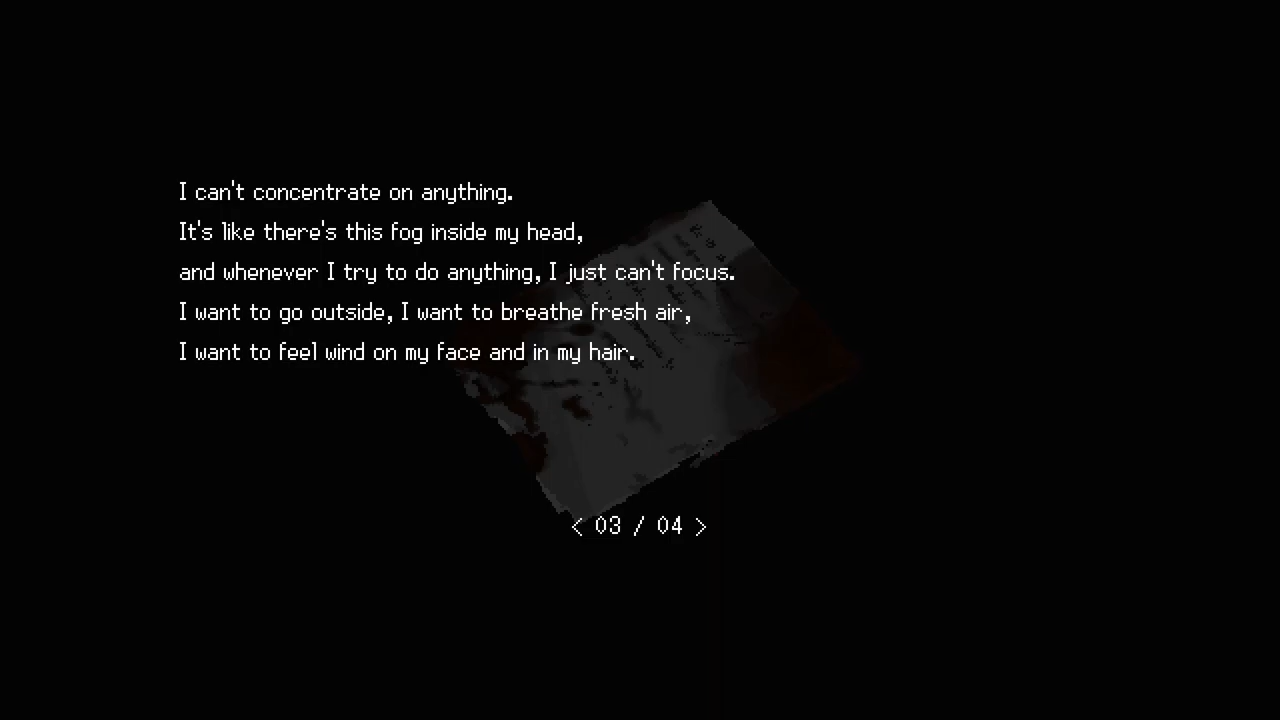 I can't concentrate on anything.
It's like there's this fog inside my head,
and whenever I try to do anything, I just can't focus.
I want to go outside, I want to breathe fresh air,
I want to feel wind on my face and in my hair.
< 03 / 04 >